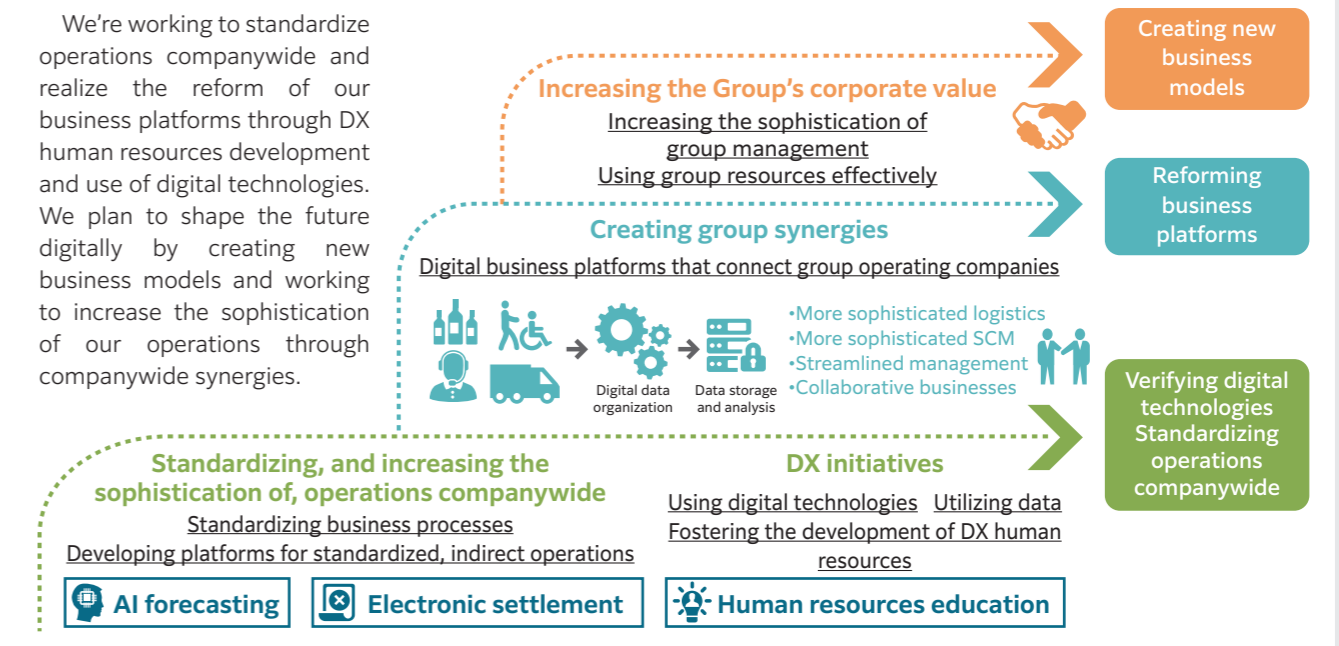 We’re working to standardize
operations companywide and
realize the reform of our
business platforms through DX
human resources development
and use of digital technologies.
We plan to shape the future
digitally by creating new
business models and working
to increase the sophistication
of our operations through
companywide synergies.
Increasing the Group’s corporate value
Increasing the sophistication of
group management
Using group resources effectively
Creating new
business
models
Creating group synergies
Digital business platforms that connect group operating companies
Digital data
organization
Data storage
and analysis
•More sophisticated logistics
•More sophisticated SCM
•Streamlined management
•Collaborative businesses
Reforming
business
platforms
Standardizing, and increasing the
sophistication of, operations companywide
Standardizing business processes
Developing platforms for standardized, indirect operations
AI forecasting
Electronic settlement
DX initiatives
Using digital technologies Utilizing data
Fostering the development of DX human
resources
Human resources education
Verifying digital
technologies
Standardizing
operations
companywide